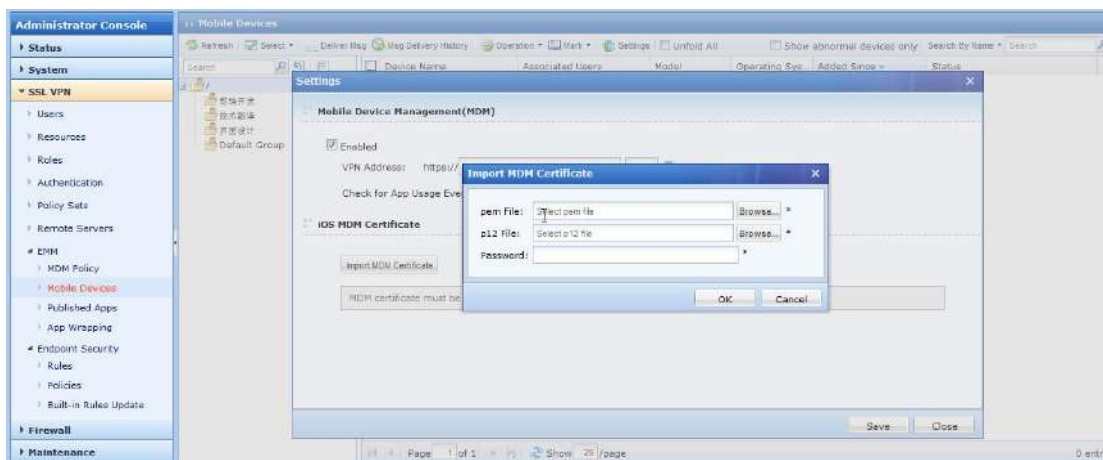 Administrator Console
Status
System
SSL VPN
Users
Resources
Roles
Authentication
Policy Sets
Remote Servers
EMM
MDM Policy
Mobile Devices
Published Apps
App Wrapping
Endpoint Security
Rules
Policies
Built-in Rules Update
Firewall
Maintenance
Mobile Devices
Refresh Select Deliver Msg Msg Delivery History Operation Mark Settings Unfold All Show abnormal devices only Search By Name Search
Search
Device Name Associated Users Model Operating Sys... Added Since Status
/
界面设计
Default Group
Settings
Mobile Device Management(MDM)
Enabled
VPN Address: https://
Check for App Usage Eve
iOS MDM Certificate
Import MDM Certificate
MDM certificate must be
Import MDM Certificate
pem File: Select pem file Browse... *
p12 File: Select p12 file Browse... *
Password: *
OK Cancel
Save Close
Page 1 of 1 Show 25 /page
0 entr